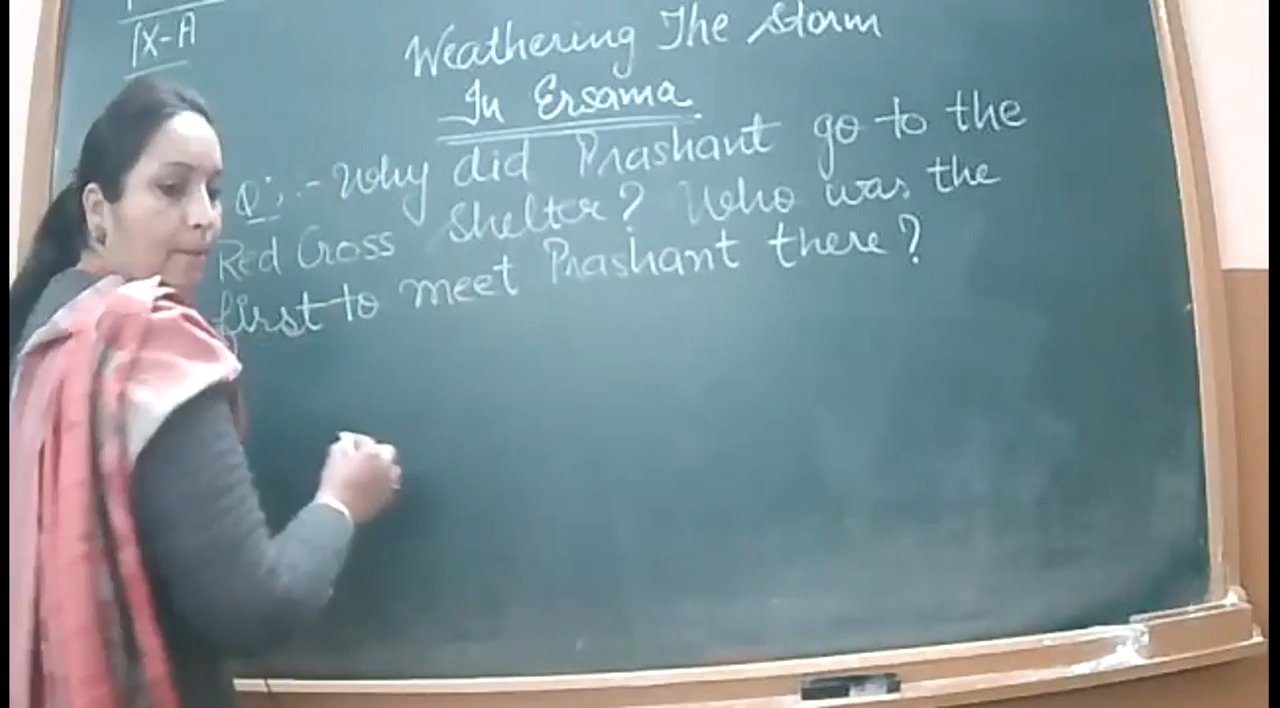 IX-A
Weathering The Storm
In Ersama
Q:- Why did Prashant go to the
Red Cross Shelter? Who was the
first to meet Prashant there?